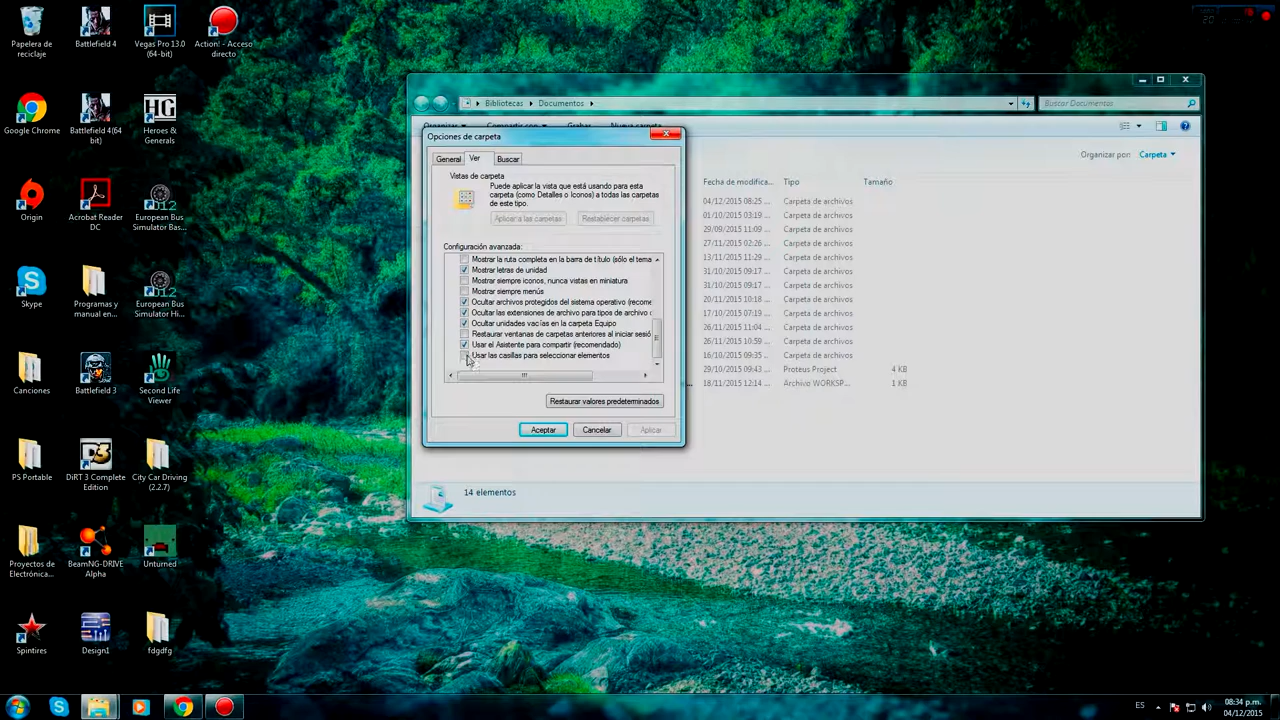 Papelera de
reciclaje
Battlefield 4
Vegas Pro 13.0
(64-bit)
Action! - Acceso
directo
Google Chrome
Battlefield 4(64
bit)
HG
Heroes &
Generals
Origin
Acrobat Reader
DC
2012
European Bus
Simulator Bas...
Skype
Programas y
manual en...
2012
European Bus
Simulator Hi...
Canciones
Battlefield 3
Second Life
Viewer
PS Portable
D3
DiRT 3 Complete
Edition
City Car Driving
(2.2.7)
Proyectos de
Electrónica...
BeamNG-DRIVE
Alpha
Unturned
Spintires
Design1
fdgdfg
Bibliotecas
Documentos
Buscar Documentos
Organizar
Compartir con
Grabar
Nueva carpeta
Organizar por:
Carpeta
Fecha de modifica...
Tipo
Tamaño
04/12/2015 08:25 ...
Carpeta de archivos
01/10/2015 03:19 ...
Carpeta de archivos
29/09/2015 11:09 ...
Carpeta de archivos
27/11/2015 02:26 ...
Carpeta de archivos
13/11/2015 11:09 ...
Carpeta de archivos
31/10/2015 09:17 ...
Carpeta de archivos
20/11/2015 10:18 ...
Carpeta de archivos
17/10/2015 07:19 ...
Carpeta de archivos
26/11/2015 11:04 ...
Carpeta de archivos
26/11/2015 10:59 ...
Carpeta de archivos
16/10/2015 09:35 ...
Carpeta de archivos
29/10/2015 09:43 ...
Proteus Project
4 KB
18/11/2015 12:14 ...
Archivo WORKSP...
1 KB
14 elementos
Opciones de carpeta
General
Ver
Buscar
Vistas de carpeta
Puede aplicar la vista que está usando para esta
carpeta (como Detalles o Iconos) a todas las carpetas
de este tipo.
Aplicar a las carpetas
Restablecer carpetas
Configuración avanzada:
Mostrar la ruta completa en la barra de título (sólo el tema
Mostrar letras de unidad
Mostrar siempre iconos, nunca vistas en miniatura
Mostrar siempre menús
Ocultar archivos protegidos del sistema operativo (recome
Ocultar las extensiones de archivo para tipos de archivo c
Ocultar unidades vacías en la carpeta Equipo
Restaurar ventanas de carpetas anteriores al iniciar sesió
Usar el Asistente para compartir (recomendado)
Usar las casillas para seleccionar elementos
Restaurar valores predeterminados
Aceptar
Cancelar
Aplicar
ES
08:34 p.m.
04/12/2015